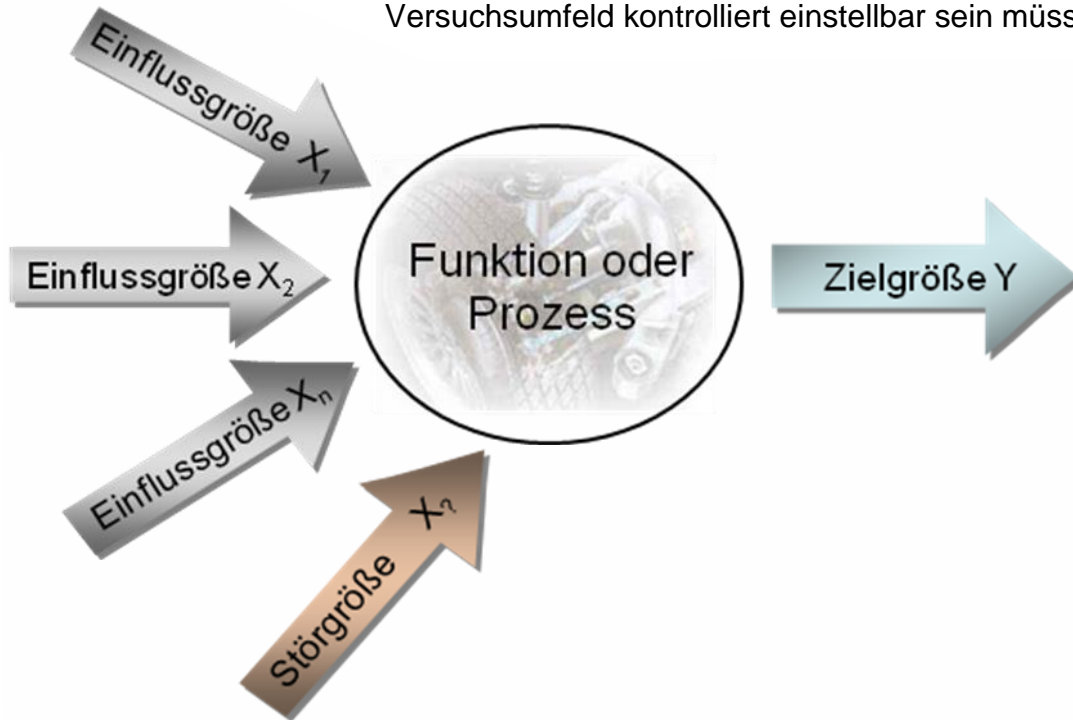 Versuchsumfeld kontrolliert einstellbar sein müss
Einflussgröße X₁
Einflussgröße X₂
Einflussgröße Xₙ
Störgröße X?
Funktion oder
Prozess
Zielgröße Y